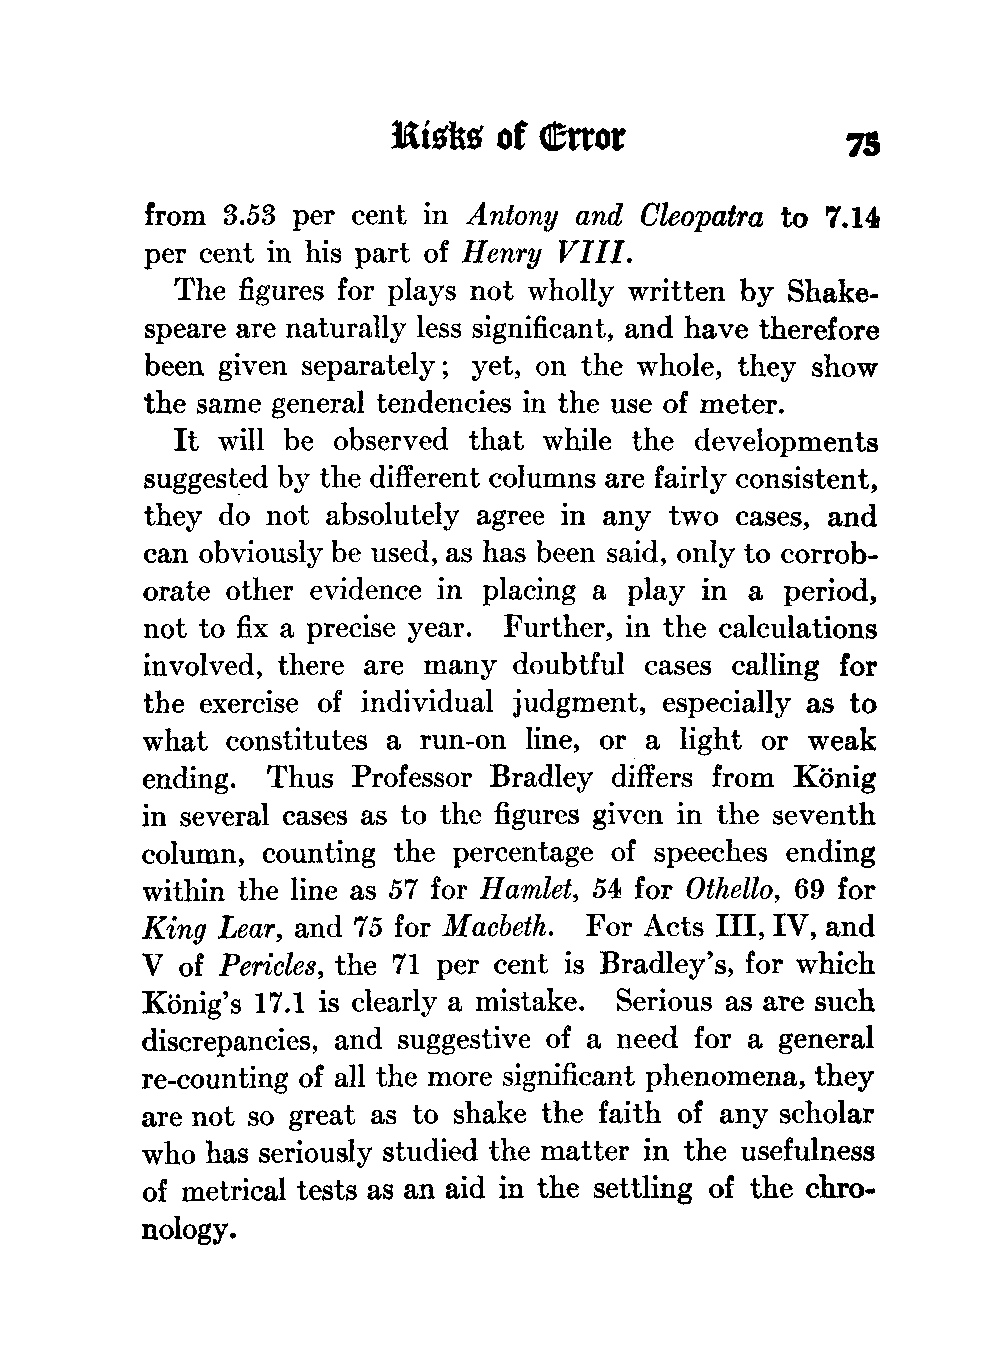 Risks of Error 75
from 3.53 per cent in Antony and Cleopatra to 7.14
per cent in his part of Henry VIII.
The figures for plays not wholly written by Shake-
speare are naturally less significant, and have therefore
been given separately; yet, on the whole, they show
the same general tendencies in the use of meter.
It will be observed that while the developments
suggested by the different columns are fairly consistent,
they do not absolutely agree in any two cases, and
can obviously be used, as has been said, only to corrob-
orate other evidence in placing a play in a period,
not to fix a precise year. Further, in the calculations
involved, there are many doubtful cases calling for
the exercise of individual judgment, especially as to
what constitutes a run-on line, or a light or weak
ending. Thus Professor Bradley differs from König
in several cases as to the figures given in the seventh
column, counting the percentage of speeches ending
within the line as 57 for Hamlet, 54 for Othello, 69 for
King Lear, and 75 for Macbeth. For Acts III, IV, and
V of Pericles, the 71 per cent is Bradley's, for which
König's 17.1 is clearly a mistake. Serious as are such
discrepancies, and suggestive of a need for a general
re-counting of all the more significant phenomena, they
are not so great as to shake the faith of any scholar
who has seriously studied the matter in the usefulness
of metrical tests as an aid in the settling of the chro-
nology.